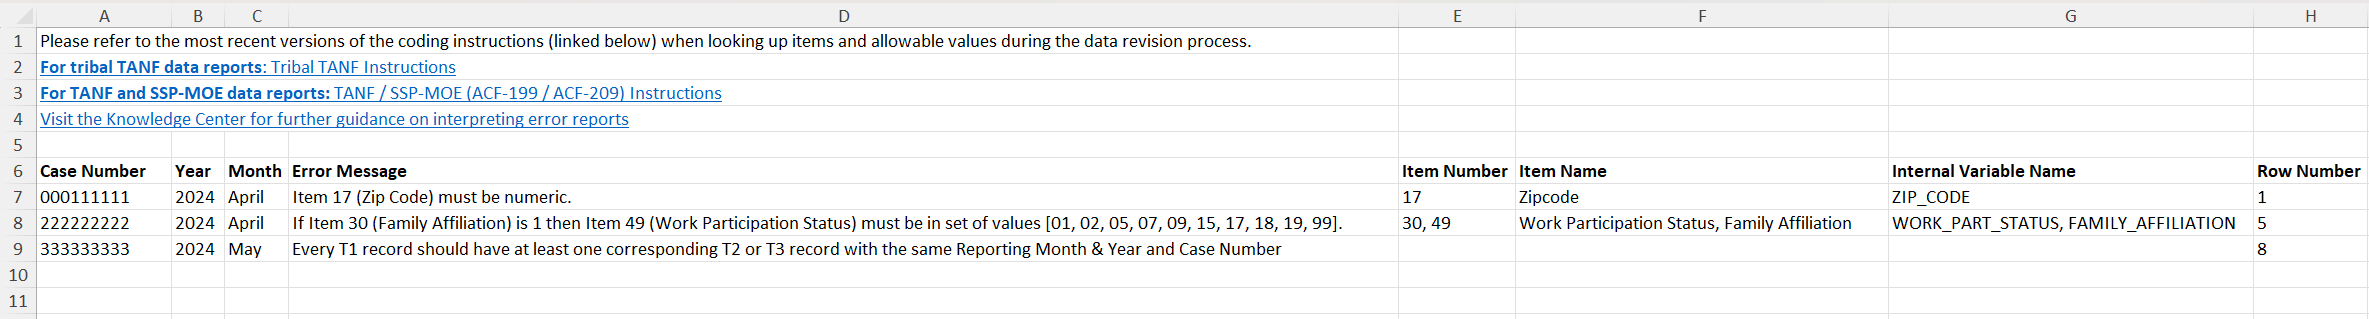 A B C D E F G H
1 Please refer to the most recent versions of the coding instructions (linked below) when looking up items and allowable values during the data revision process.
2 For tribal TANF data reports: Tribal TANF Instructions
3 For TANF and SSP-MOE data reports: TANF / SSP-MOE (ACF-199 / ACF-209) Instructions
4 Visit the Knowledge Center for further guidance on interpreting error reports
5
6 Case Number Year Month Error Message Item Number Item Name Internal Variable Name Row Number
7 000111111 2024 April Item 17 (Zip Code) must be numeric. 17 Zipcode ZIP_CODE 1
8 222222222 2024 April If Item 30 (Family Affiliation) is 1 then Item 49 (Work Participation Status) must be in set of values [01, 02, 05, 07, 09, 15, 17, 18, 19, 99]. 30, 49 Work Participation Status, Family Affiliation WORK_PART_STATUS, FAMILY_AFFILIATION 5
9 333333333 2024 May Every T1 record should have at least one corresponding T2 or T3 record with the same Reporting Month & Year and Case Number 8
10
11